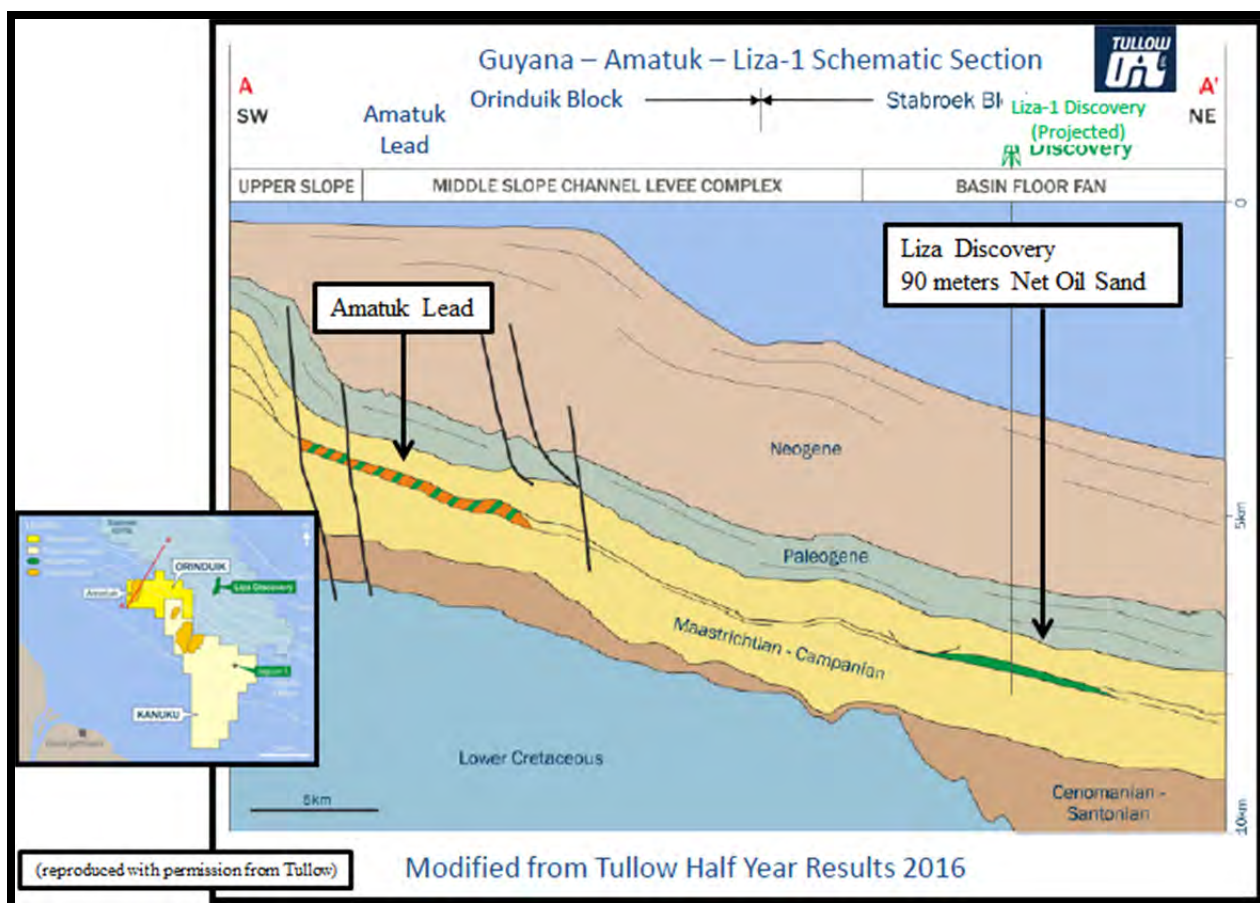 TULLOW
OIL
Guyana – Amatuk – Liza-1 Schematic Section
A
A'
Orinduik Block
Stabroek Bl
SW
NE
Amatuk
Lead
Liza-1 Discovery
(Projected)
Discovery
UPPER SLOPE
MIDDLE SLOPE CHANNEL LEVEE COMPLEX
BASIN FLOOR FAN
0
Liza Discovery
90 meters Net Oil Sand
Amatuk Lead
Neogene
5km
Paleogene
Maastrichtian - Campanian
Lower Cretaceous
Cenomanian -
Santonian
5km
10km
ORINDUIK
Amatuk
Liza Discovery
KANUKU
(reproduced with permission from Tullow)
Modified from Tullow Half Year Results 2016